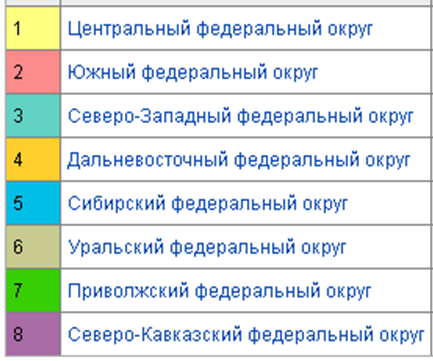 1 Центральный федеральный округ
2 Южный федеральный округ
3 Северо-Западный федеральный округ
4 Дальневосточный федеральный округ
5 Сибирский федеральный округ
6 Уральский федеральный округ
7 Приволжский федеральный округ
8 Северо-Кавказский федеральный округ